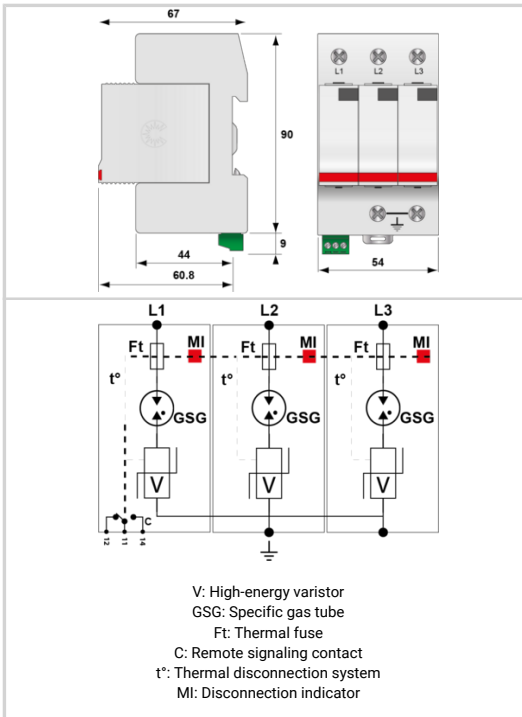 67
L1 L2 L3
90
9
44
60.8
54
L1 L2 L3
Ft MI Ft MI Ft MI
t° t° t°
GSG GSG GSG
V V V
C
12 11 14
V: High-energy varistor
GSG: Specific gas tube
Ft: Thermal fuse
C: Remote signaling contact
t°: Thermal disconnection system
MI: Disconnection indicator